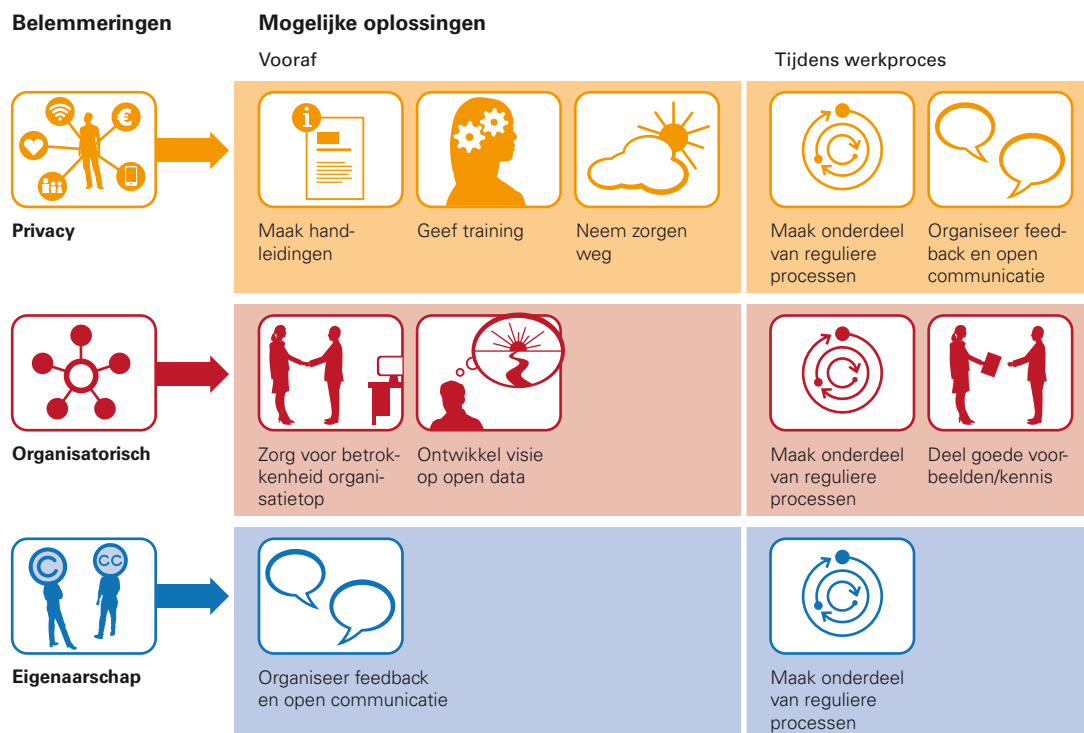 Belemmeringen
Mogelijke oplossingen
Vooraf
Tijdens werkproces
€
i
Privacy
Maak hand-
leidingen
Geef training
Neem zorgen
weg
Maak onderdeel
van reguliere
processen
Organiseer feed-
back en open
communicatie
Organisatorisch
Zorg voor betrok-
kenheid organi-
satietop
Ontwikkel visie
op open data
Maak onderdeel
van reguliere
processen
Deel goede voor-
beelden/kennis
C
CC
Eigenaarschap
Organiseer feedback
en open communicatie
Maak onderdeel
van reguliere
processen